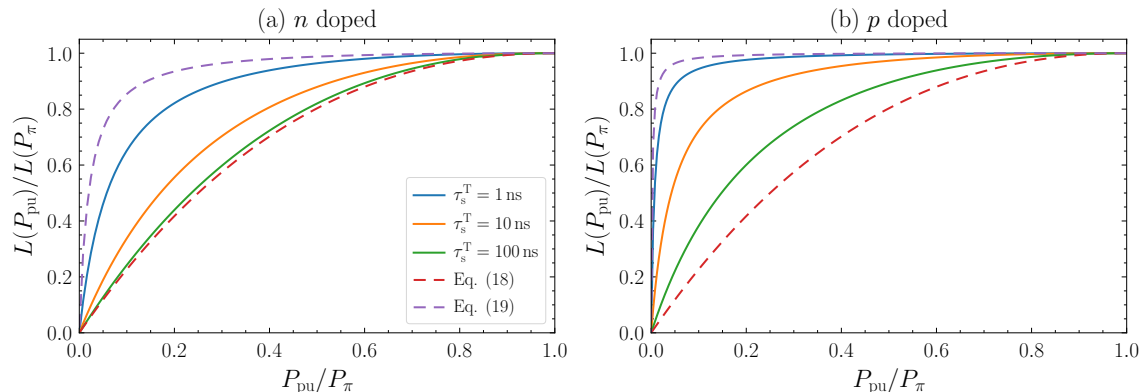 (a) n doped
(b) p doped
L(P_pu)/L(P_π)
1.0
0.8
0.6
0.4
0.2
0.0
τ_s^T = 1 ns
τ_s^T = 10 ns
τ_s^T = 100 ns
Eq. (18)
Eq. (19)
0.0 0.2 0.4 0.6 0.8 1.0
P_pu/P_π
L(P_pu)/L(P_π)
1.0
0.8
0.6
0.4
0.2
0.0
0.0 0.2 0.4 0.6 0.8 1.0
P_pu/P_π